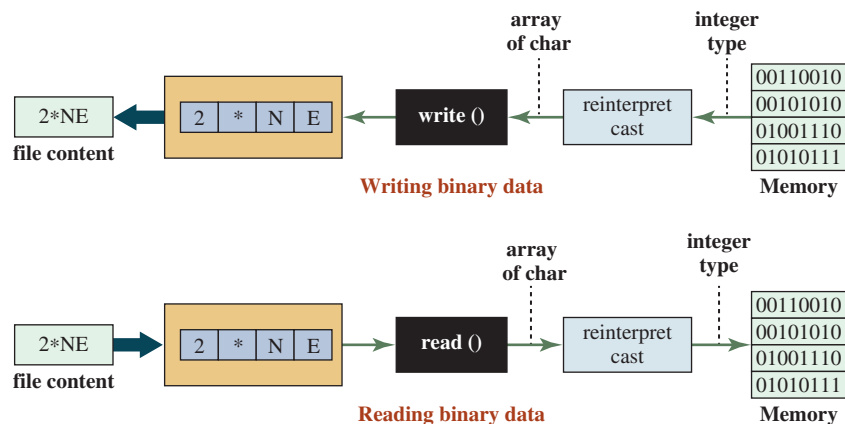 array
of char
integer
type
2*NE
file content
2 * N E
write ()
reinterpret
cast
00110010
00101010
01001110
01010111
Memory
Writing binary data
array
of char
integer
type
2*NE
file content
2 * N E
read ()
reinterpret
cast
00110010
00101010
01001110
01010111
Memory
Reading binary data